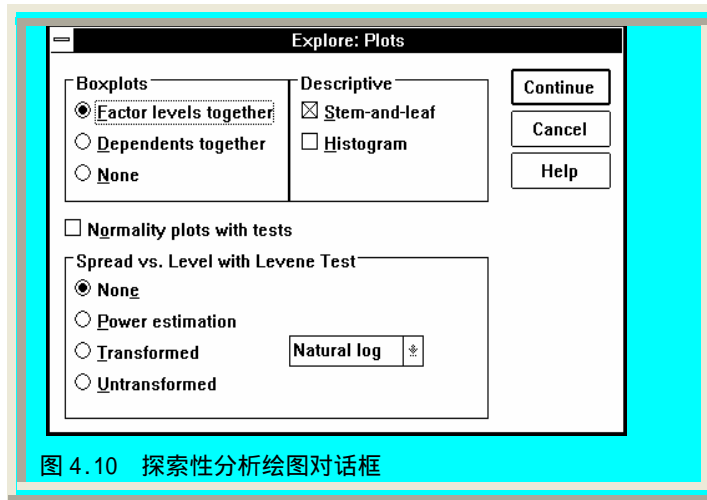 Explore: Plots
Boxplots
Factor levels together
Dependents together
None
Descriptive
Stem-and-leaf
Histogram
Continue
Cancel
Help
Normality plots with tests
Spread vs. Level with Levene Test
None
Power estimation
Transformed
Natural log
Untransformed
图 4.10 探索性分析绘图对话框